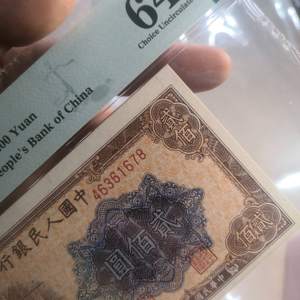 64
Choice Uncirculated
00 Yuan
eople's Bank of China
46361678
行銀民人國中
貳佰
貳佰圓
貳佰